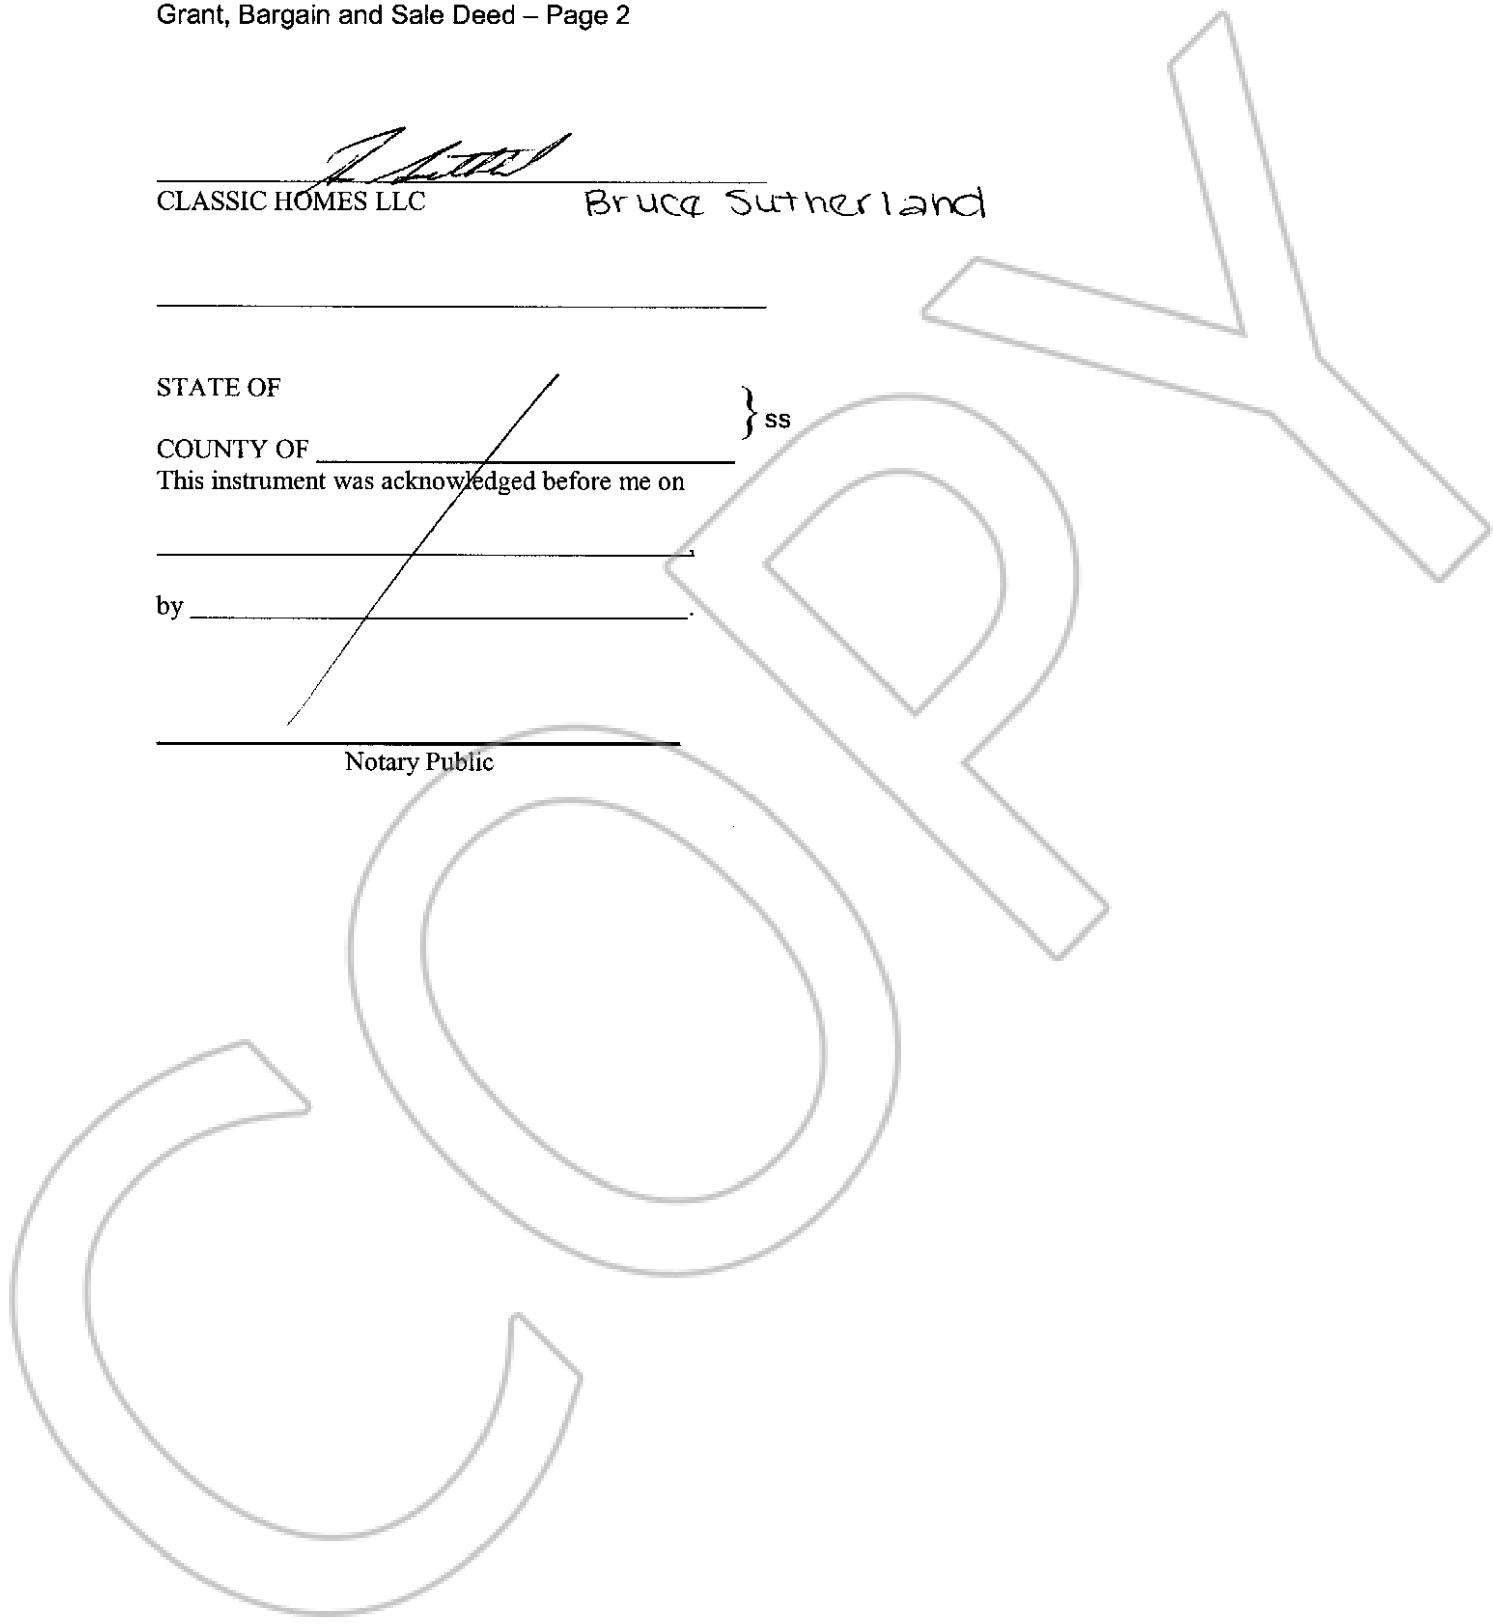 Grant, Bargain and Sale Deed – Page 2
CLASSIC HOMES LLC Bruce Sutherland
STATE OF
}ss
COUNTY OF
This instrument was acknowledged before me on
,
by .
Notary Public
COPY